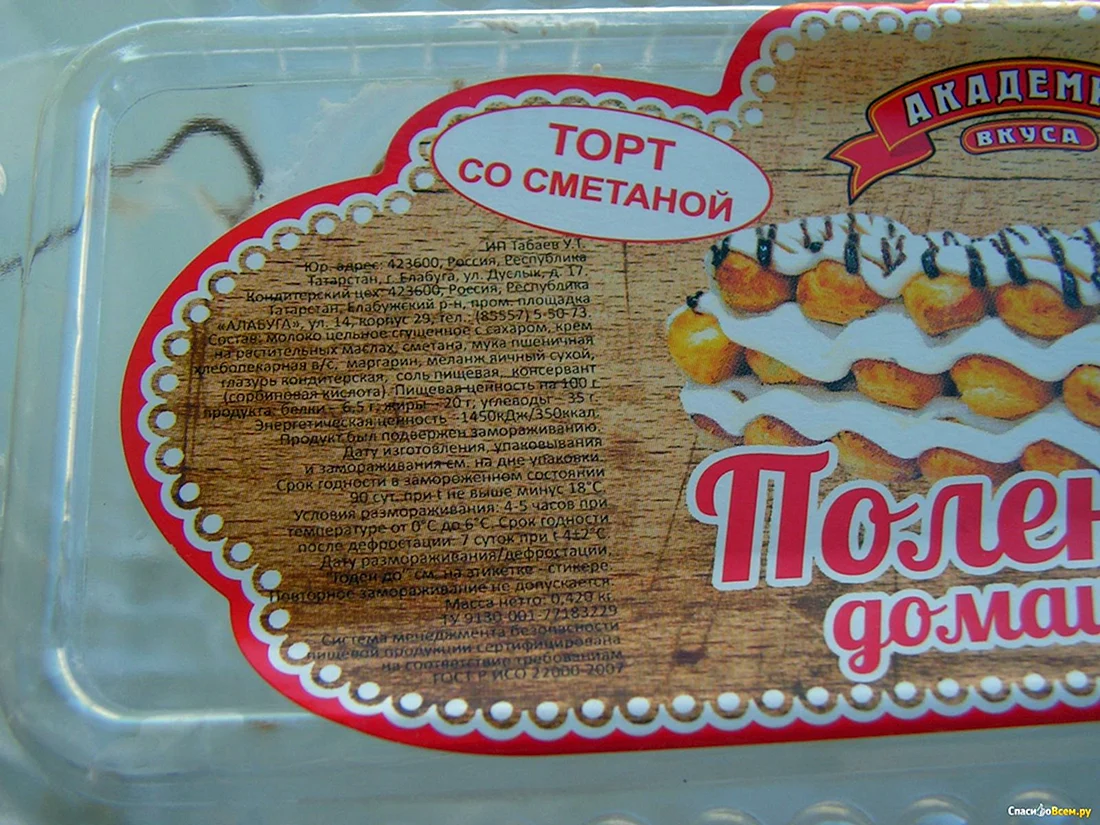 АКАДЕМ
ВКУСА
ТОРТ
СО СМЕТАНОЙ
ИП Табаев У.Т.
Юр. адрес: 423600, Россия, Республика
Татарстан, г. Елабуга, ул. Дуслык, д. 17.
Кондитерский цех: 423600, Россия, Республика
Татарстан, Елабужский р-н, пром. площадка
«АЛАБУГА», ул. 14, корпус 29, тел.: (85557) 5-50-73.
Состав: молоко цельное сгущенное с сахаром, крем
на растительных маслах, сметана, мука пшеничная
хлебопекарная в/с, маргарин, меланж яичный сухой,
глазурь кондитерская, соль пищевая, консервант
(сорбиновая кислота). Пищевая ценность на 100 г.
продукта: белки – 6,5 г; жиры – 20 г; углеводы – 35 г.
Энергетическая ценность - 1450кДж/350ккал.
Продукт был подвержен замораживанию.
Дату изготовления, упаковывания
и замораживания см. на дне упаковки.
Срок годности в замороженном состоянии
90 сут. при t не выше минус 18°С.
Условия размораживания: 4-5 часов при
температуре от 0°С до 6°С. Срок годности
после дефростации: 7 суток при t 4±2°С
Дату размораживания/дефростации,
"Годен до" см. на этикетке - стикере.
Повторное замораживание не допускается.
Масса нетто: 0,420 кг.
ТУ 9130-001-77183229
Система менеджмента безопасности
пищевой продукции сертифицирована
на соответствие требованиям
ГОСТ Р ИСО 22000-2007
Полен
домаш
СпасибоВсем.ру